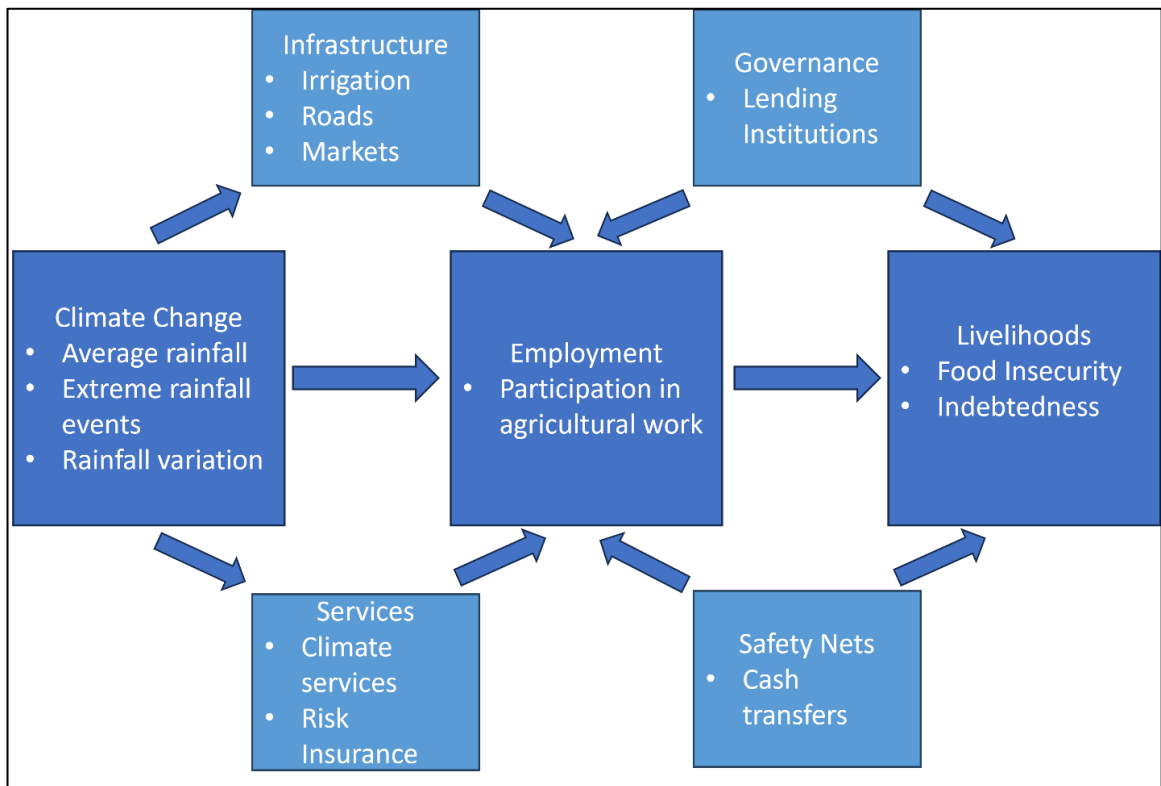 Infrastructure
• Irrigation
• Roads
• Markets
Governance
• Lending
Institutions
Climate Change
• Average rainfall
• Extreme rainfall
events
• Rainfall variation
Employment
• Participation in
agricultural work
Livelihoods
• Food Insecurity
• Indebtedness
Services
• Climate
services
• Risk
Insurance
Safety Nets
• Cash
transfers